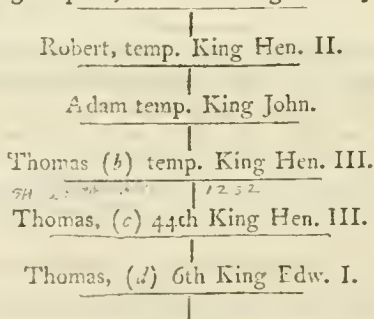 Robert, temp. King Hen. II.
Adam temp. King John.
Thomas (b) temp. King Hen. III.
1232
Thomas, (c) 44th King Hen. III.
Thomas, (d) 6th King Edw. I.